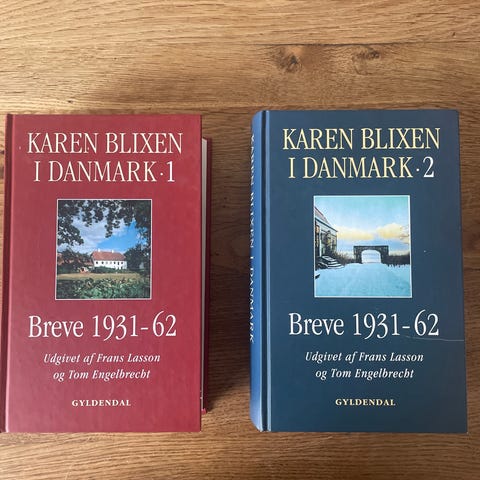 KAREN BLIXEN
I DANMARK·1
Breve 1931-62
Udgivet af Frans Lasson
og Tom Engelbrecht
GYLDENDAL
KAREN BLIXEN I DANMARK
KAREN BLIXEN
I DANMARK·2
Breve 1931-62
Udgivet af Frans Lasson
og Tom Engelbrecht
GYLDENDAL